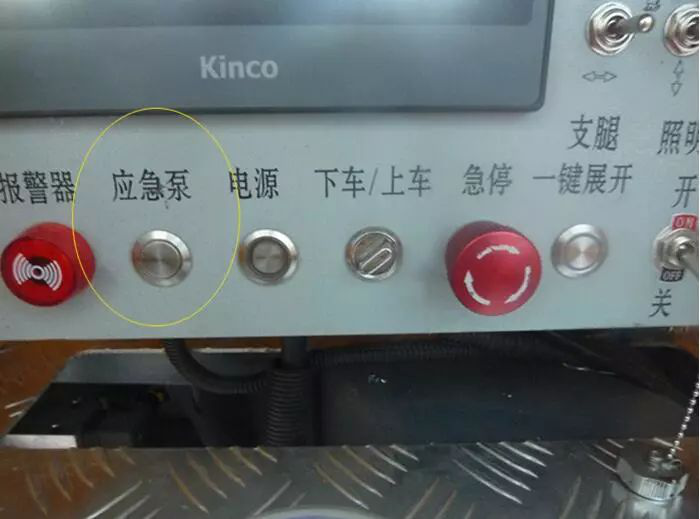 Kinco
支腿
照明
报警器
应急泵
电源
下车/上车
急停
一键展开
开
ON
OFF
关